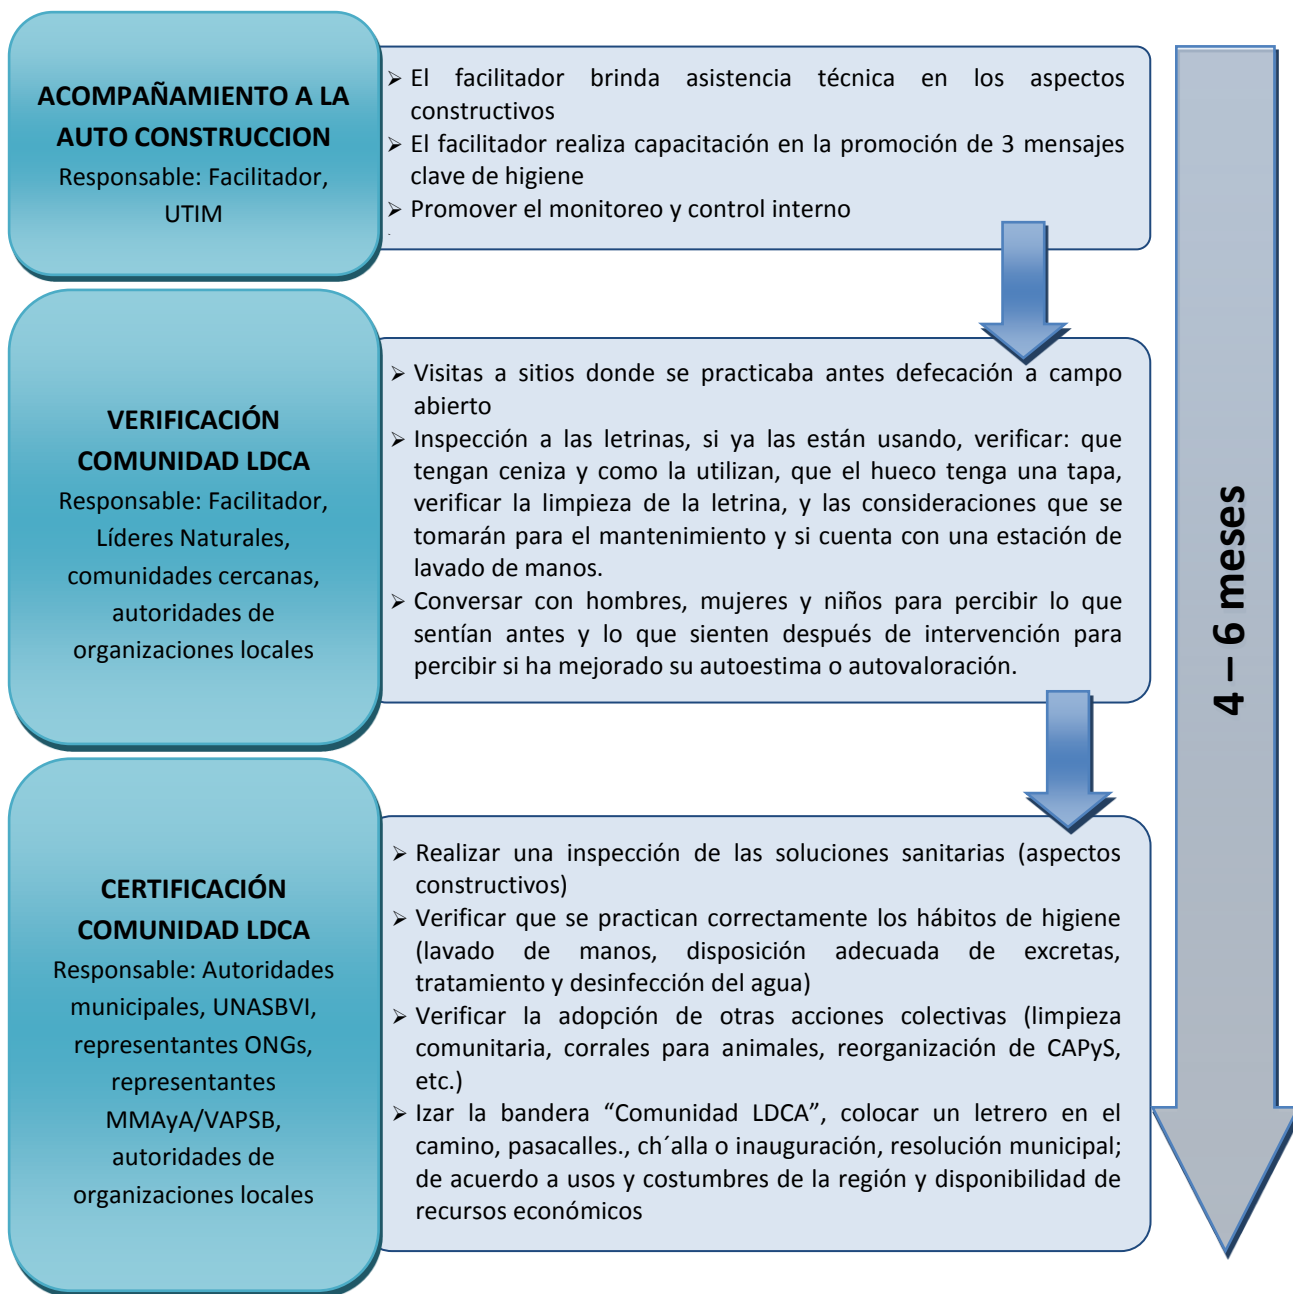 ACOMPAÑAMIENTO A LA
AUTO CONSTRUCCION
Responsable: Facilitador,
UTIM
➢ El facilitador brinda asistencia técnica en los aspectos
constructivos
➢ El facilitador realiza capacitación en la promoción de 3 mensajes
clave de higiene
➢ Promover el monitoreo y control interno
VERIFICACIÓN
COMUNIDAD LDCA
Responsable: Facilitador,
Líderes Naturales,
comunidades cercanas,
autoridades de
organizaciones locales
➢ Visitas a sitios donde se practicaba antes defecación a campo
abierto
➢ Inspección a las letrinas, si ya las están usando, verificar: que
tengan ceniza y como la utilizan, que el hueco tenga una tapa,
verificar la limpieza de la letrina, y las consideraciones que se
tomarán para el mantenimiento y si cuenta con una estación de
lavado de manos.
➢ Conversar con hombres, mujeres y niños para percibir lo que
sentían antes y lo que sienten después de intervención para
percibir si ha mejorado su autoestima o autovaloración.
CERTIFICACIÓN
COMUNIDAD LDCA
Responsable: Autoridades
municipales, UNASBVI,
representantes ONGs,
representantes
MMAyA/VAPSB,
autoridades de
organizaciones locales
➢ Realizar una inspección de las soluciones sanitarias (aspectos
constructivos)
➢ Verificar que se practican correctamente los hábitos de higiene
(lavado de manos, disposición adecuada de excretas,
tratamiento y desinfección del agua)
➢ Verificar la adopción de otras acciones colectivas (limpieza
comunitaria, corrales para animales, reorganización de CAPyS,
etc.)
➢ Izar la bandera “Comunidad LDCA”, colocar un letrero en el
camino, pasacalles., ch´alla o inauguración, resolución municipal;
de acuerdo a usos y costumbres de la región y disponibilidad de
recursos económicos
4 – 6 meses